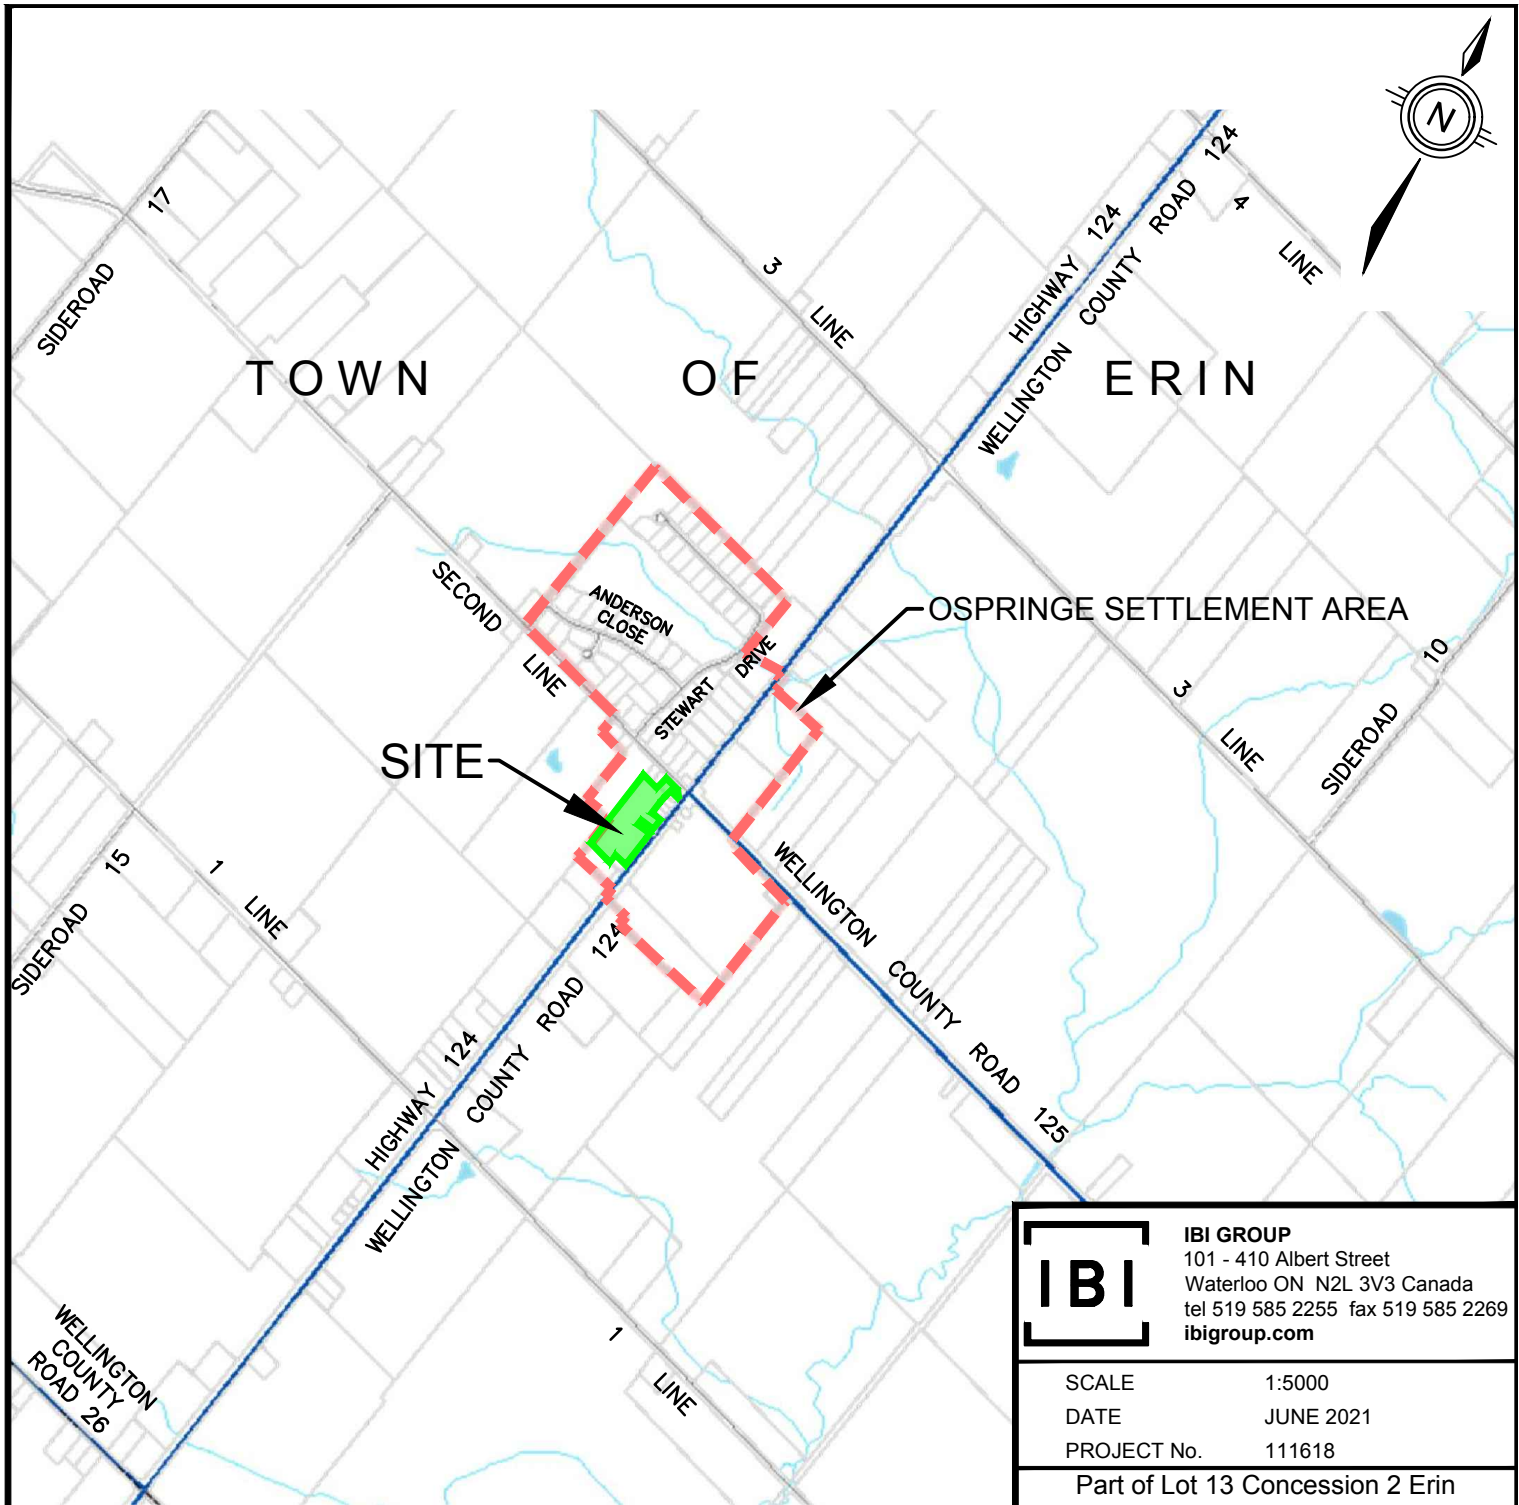 N
17
SIDEROAD
3
LINE
HIGHWAY 124
WELLINGTON COUNTY ROAD 124
4
LINE
TOWN OF ERIN
SECOND
LINE
ANDERSON
CLOSE
STEWART DRIVE
OSPRINGE SETTLEMENT AREA
SITE
10
SIDEROAD
3
LINE
15
SIDEROAD
1
LINE
WELLINGTON COUNTY ROAD 125
HIGHWAY 124
WELLINGTON COUNTY ROAD 124
1
LINE
WELLINGTON
COUNTY
ROAD 26
IBI
IBI GROUP
101 - 410 Albert Street
Waterloo ON N2L 3V3 Canada
tel 519 585 2255 fax 519 585 2269
ibigroup.com
SCALE 1:5000
DATE JUNE 2021
PROJECT No. 111618
Part of Lot 13 Concession 2 Erin